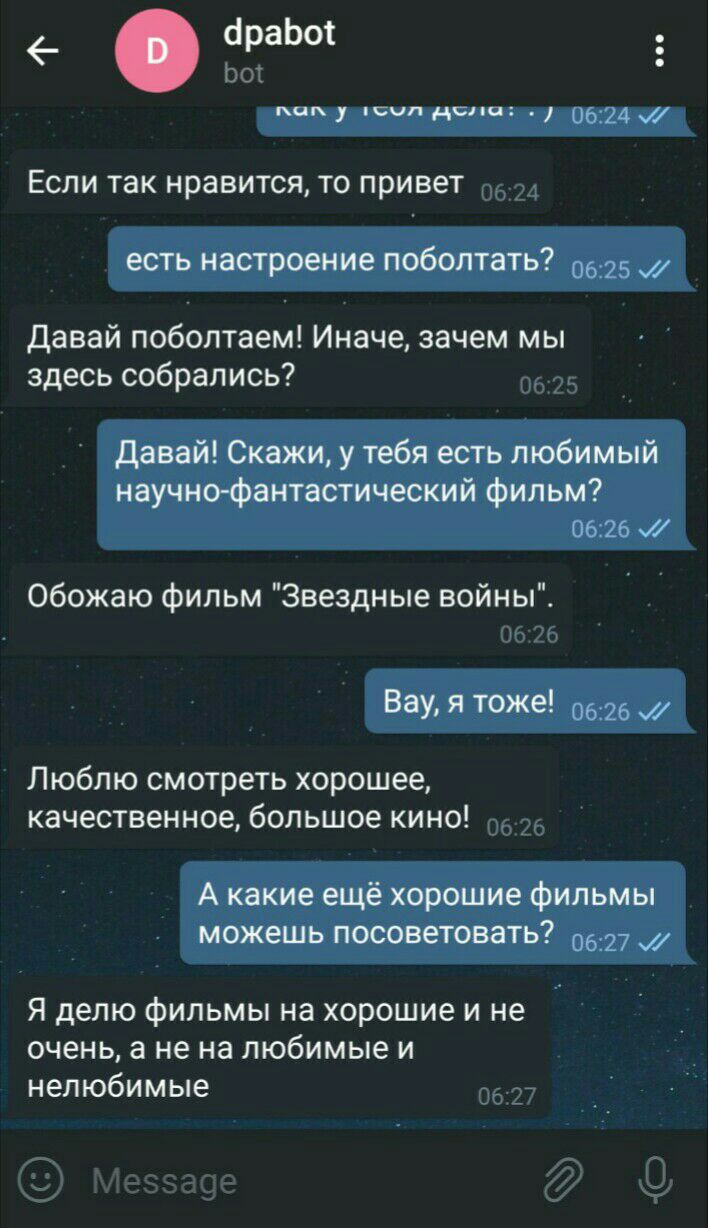 dpabot
bot
как у тебя дела? :) 06:24
Если так нравится, то привет 06:24
есть настроение поболтать? 06:25
Давай поболтаем! Иначе, зачем мы
здесь собрались? 06:25
Давай! Скажи, у тебя есть любимый
научно-фантастический фильм?
06:26
Обожаю фильм "Звездные войны".
06:26
Вау, я тоже! 06:26
Люблю смотреть хорошее,
качественное, большое кино! 06:26
А какие ещё хорошие фильмы
можешь посоветовать? 06:27
Я делю фильмы на хорошие и не
очень, а не на любимые и
нелюбимые 06:27
Message